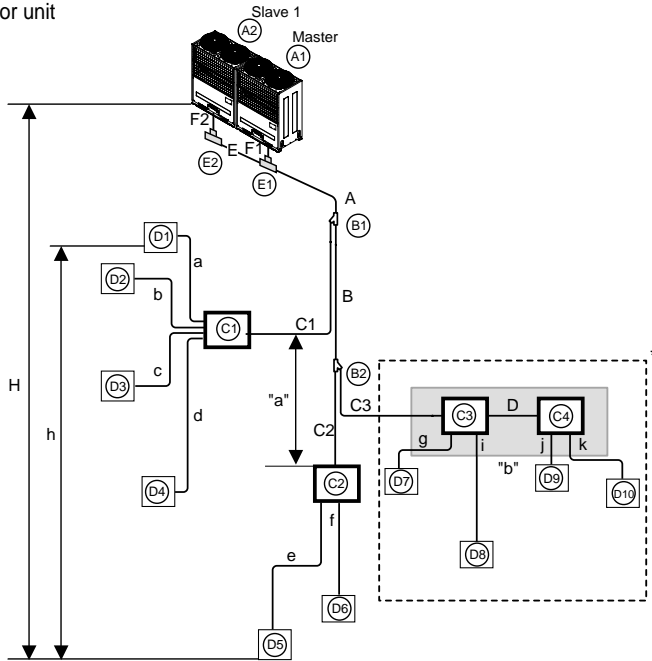 or unit
Slave 1
A2
Master
A1
F2
E
F1
E2
E1
A
B1
D1
a
D2
b
B
C1
C1
D3
c
B2
H
h
d
"a"
C3
C3
D
C4
C2
g
i
j
k
D4
"b"
D7
D9
D10
C2
f
D8
e
D6
D5